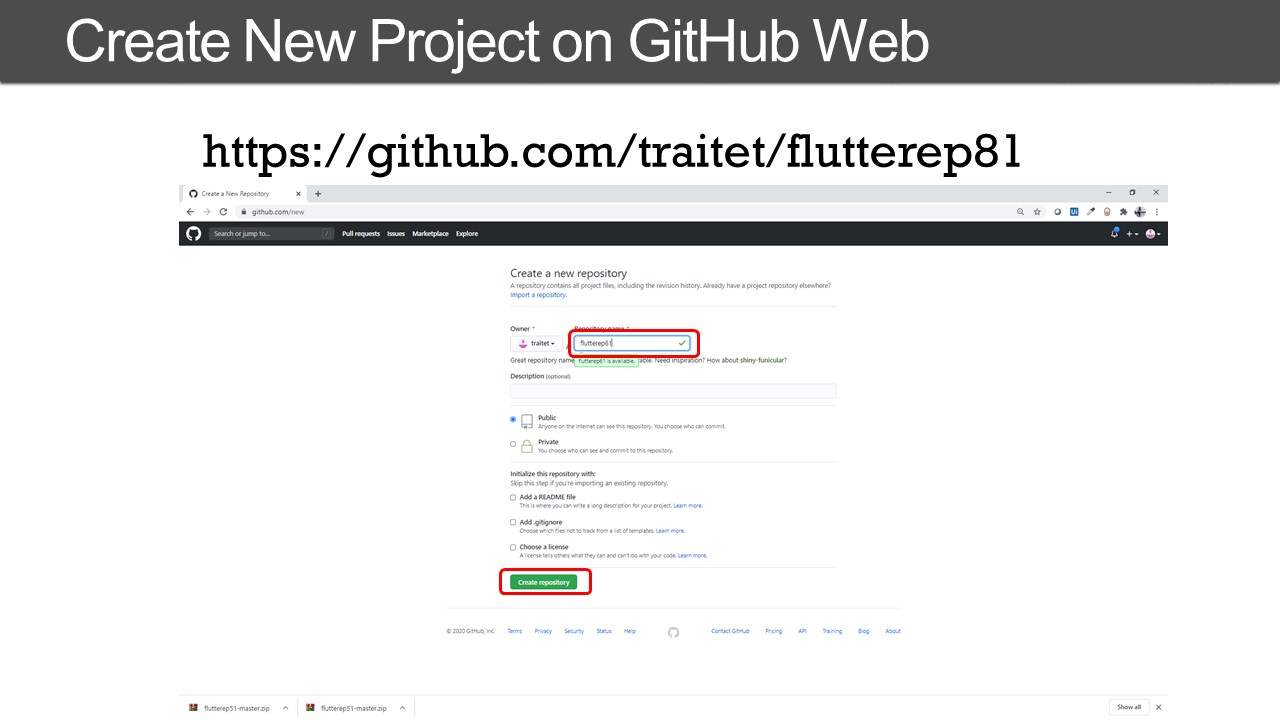 Create New Project on GitHub Web
https://github.com/traitet/flutterep81
Create a New Repository
github.com/new
Search or jump to... /
Pull requests Issues Marketplace Explore
Create a new repository
A repository contains all project files, including the revision history. Already have a project repository elsewhere?
Import a repository.
Owner * Repository name *
traitet / flutterep61
Great repository name flutterep61 is available. able. Need inspiration? How about shiny-funicular?
Description (optional)
Public
Anyone on the internet can see this repository. You choose who can commit.
Private
You choose who can see and commit to this repository.
Initialize this repository with:
Skip this step if you're importing an existing repository.
Add a README file
This is where you can write a long description for your project. Learn more.
Add .gitignore
Choose which files not to track from a list of templates. Learn more.
Choose a license
A license tells others what they can and can't do with your code. Learn more.
Create repository
© 2020 GitHub, Inc. Terms Privacy Security Status Help Contact GitHub Pricing API Training Blog About
flutterep51-master.zip flutterep51-master.zip Show all